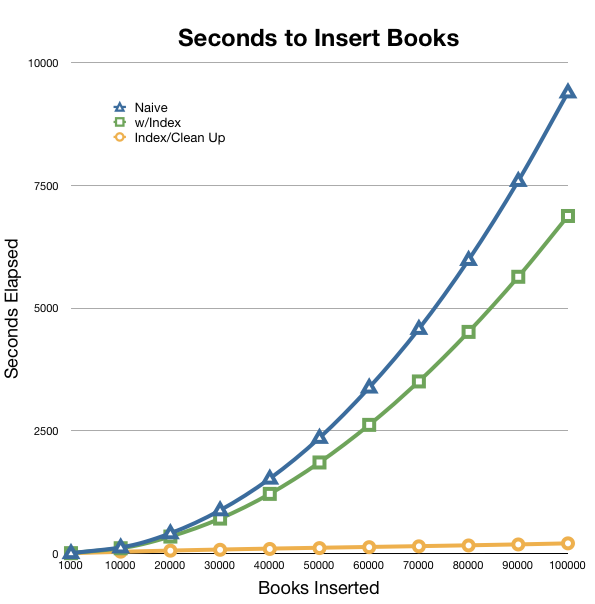 Seconds to Insert Books
10000
Naive
w/Index
Index/Clean Up
7500
5000
2500
0
Seconds Elapsed
1000 10000 20000 30000 40000 50000 60000 70000 80000 90000 100000
Books Inserted